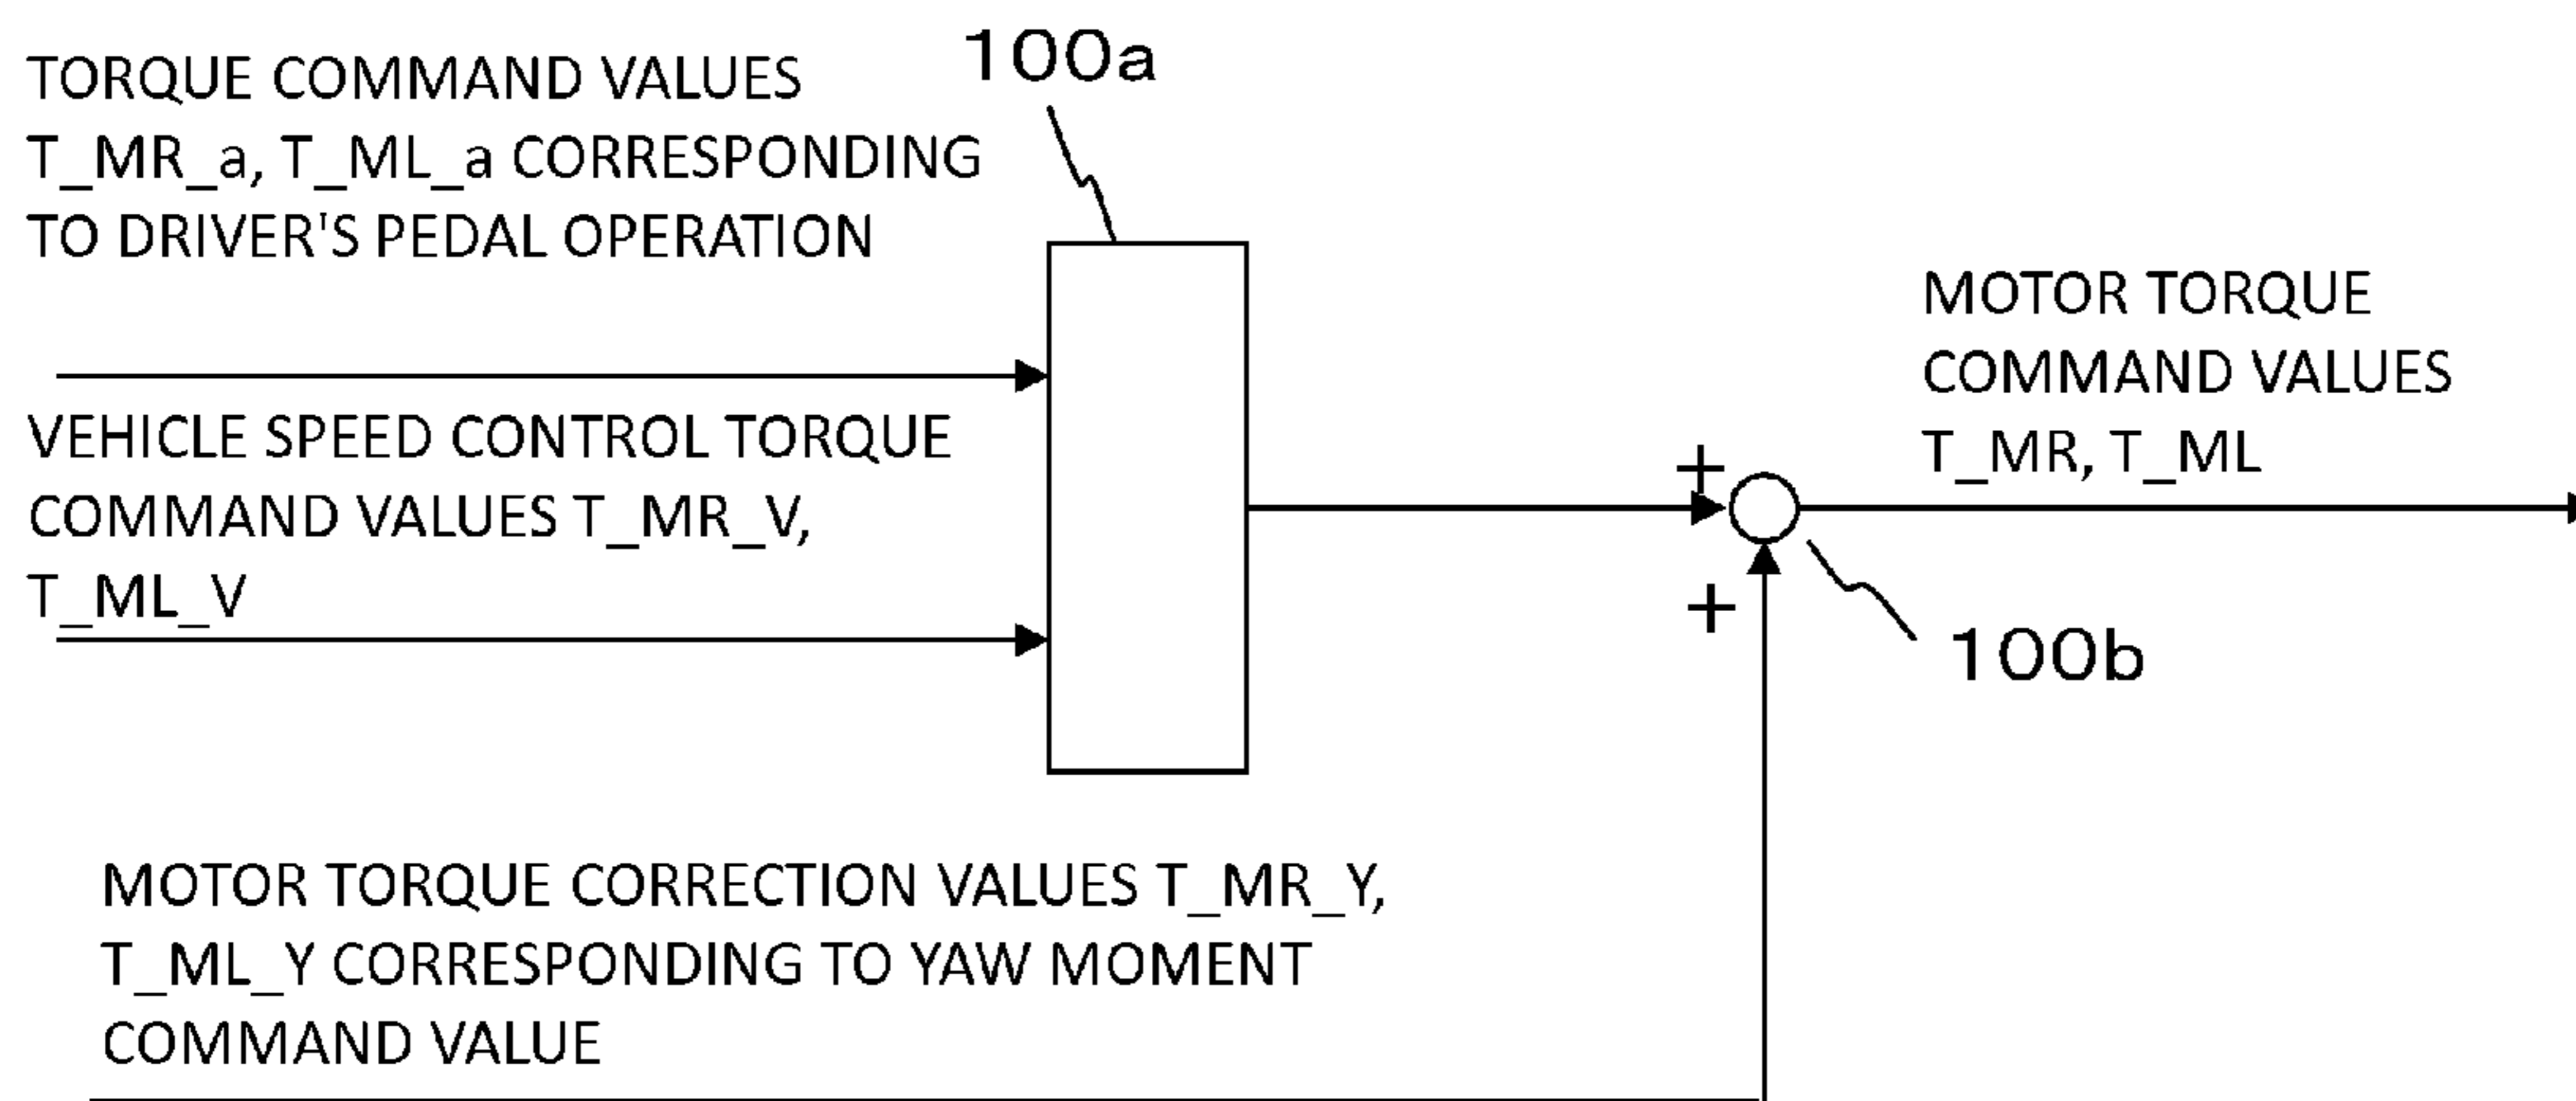 TORQUE COMMAND VALUES
T_MR_a, T_ML_a CORRESPONDING
TO DRIVER'S PEDAL OPERATION
100a
VEHICLE SPEED CONTROL TORQUE
COMMAND VALUES T_MR_V,
T_ML_V
MOTOR TORQUE
COMMAND VALUES
T_MR, T_ML
+
+
100b
MOTOR TORQUE CORRECTION VALUES T_MR_Y,
T_ML_Y CORRESPONDING TO YAW MOMENT
COMMAND VALUE